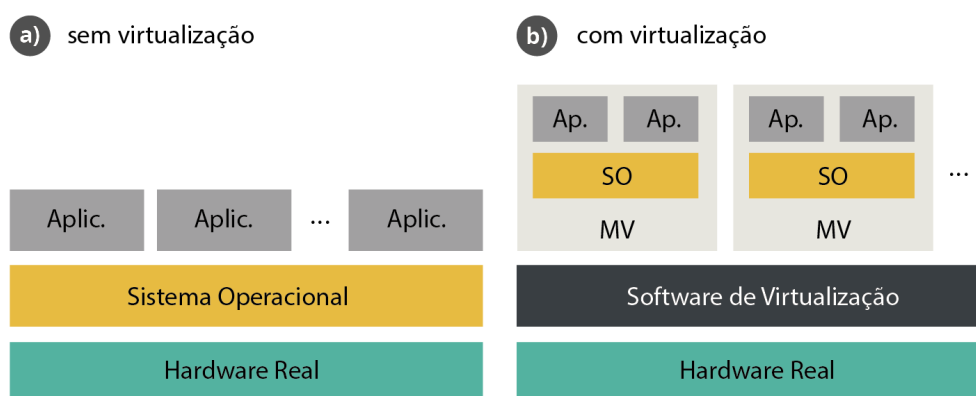 a) sem virtualização
Aplic. Aplic. ... Aplic.
Sistema Operacional
Hardware Real
b) com virtualização
Ap. Ap. Ap. Ap.
SO SO ...
MV MV
Software de Virtualização
Hardware Real